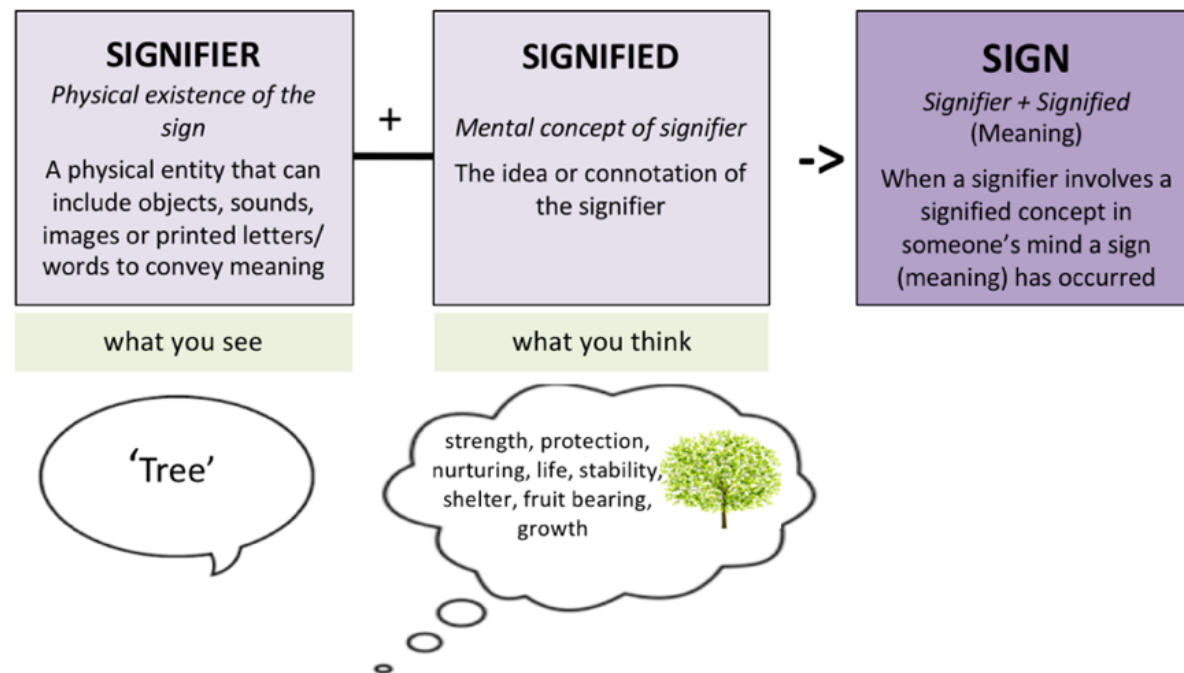 SIGNIFIER
Physical existence of the
sign
A physical entity that can
include objects, sounds,
images or printed letters/
words to convey meaning
+
SIGNIFIED
Mental concept of signifier
The idea or connotation of
the signifier
->
SIGN
Signifier + Signified
(Meaning)
When a signifier involves a
signified concept in
someone’s mind a sign
(meaning) has occurred
what you see
what you think
‘Tree’
strength, protection,
nurturing, life, stability,
shelter, fruit bearing,
growth